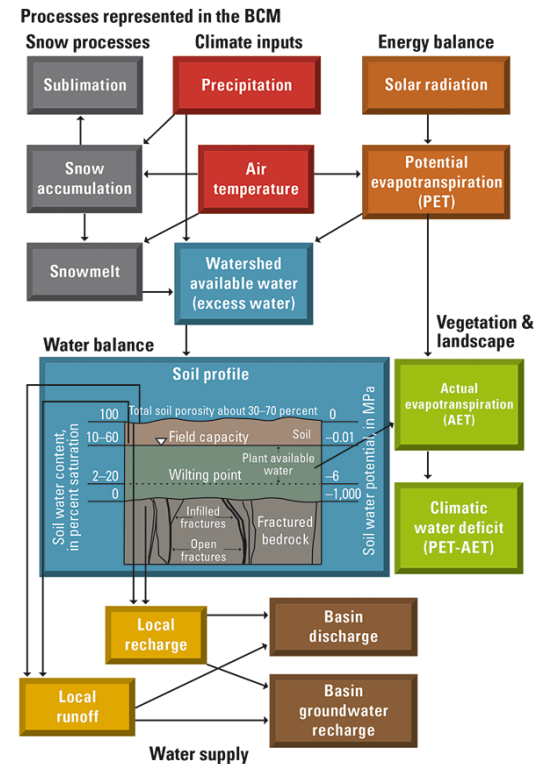 Processes represented in the BCM
Snow processes
Climate inputs
Energy balance
Sublimation
Precipitation
Solar radiation
Snow
accumulation
Air
temperature
Potential
evapotranspiration
(PET)
Snowmelt
Watershed
available water
(excess water)
Vegetation &
landscape
Water balance
Soil profile
Soil water content,
in percent saturation
100
10–60
2–20
0
Total soil porosity about 30–70 percent
Field capacity
Soil
Plant available
water
Wilting point
Infilled
fractures
Open
fractures
Fractured
bedrock
0
–0.01
–6
–1,000
Soil water potential, in MPa
Actual
evapotranspiration
(AET)
Climatic
water deficit
(PET-AET)
Local
recharge
Basin
discharge
Local
runoff
Basin
groundwater
recharge
Water supply